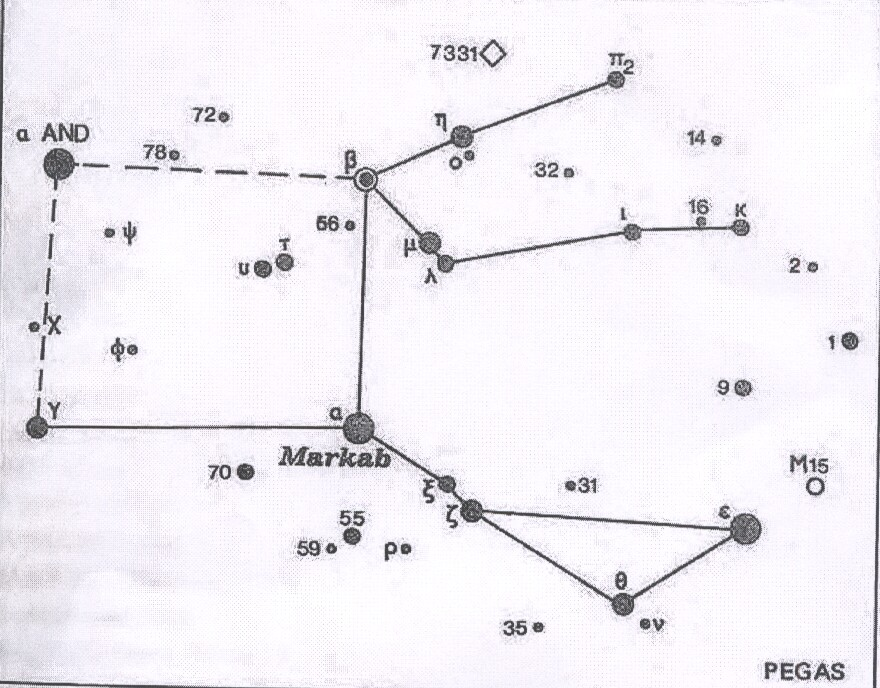 7331
π2
72
α AND
η
78
ο
14
β
32
ψ
56
16
ι
κ
μ
τ
υ
λ
2
χ
φ
1
9
γ
α
Markab
70
M15
ξ
31
ζ
ε
55
59
ρ
θ
35
ν
PEGAS